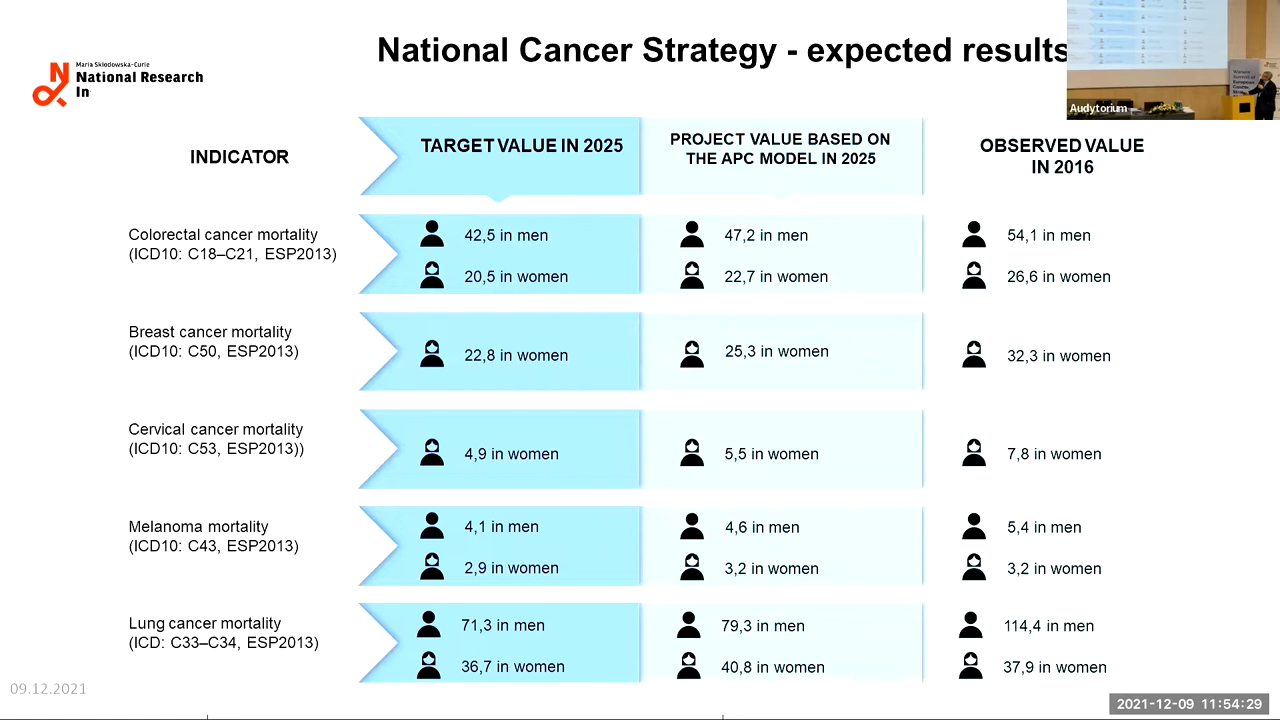 Maria Skłodowska-Curie
National Research
In
National Cancer Strategy - expected results
Audytorium
INDICATOR
TARGET VALUE IN 2025
PROJECT VALUE BASED ON
THE APC MODEL IN 2025
OBSERVED VALUE
IN 2016
Colorectal cancer mortality
(ICD10: C18–C21, ESP2013)
42,5 in men
47,2 in men
54,1 in men
20,5 in women
22,7 in women
26,6 in women
Breast cancer mortality
(ICD10: C50, ESP2013)
22,8 in women
25,3 in women
32,3 in women
Cervical cancer mortality
(ICD10: C53, ESP2013))
4,9 in women
5,5 in women
7,8 in women
Melanoma mortality
(ICD10: C43, ESP2013)
4,1 in men
4,6 in men
5,4 in men
2,9 in women
3,2 in women
3,2 in women
Lung cancer mortality
(ICD: C33–C34, ESP2013)
71,3 in men
79,3 in men
114,4 in men
36,7 in women
40,8 in women
37,9 in women
09.12.2021
2021-12-09 11:54:29